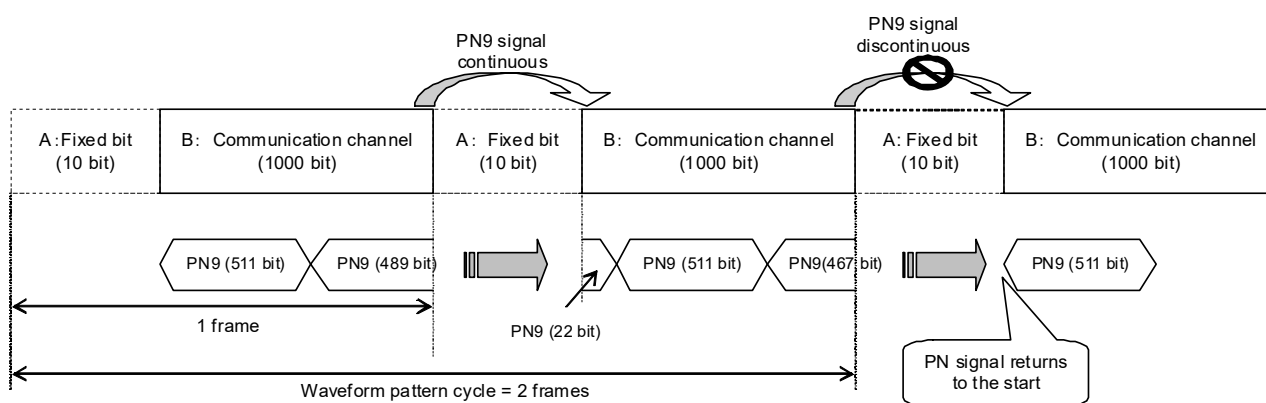 PN9 signal
continuous
PN9 signal
discontinuous
A：Fixed bit
(10 bit)
B： Communication channel
(1000 bit)
A： Fixed bit
(10 bit)
B： Communication channel
(1000 bit)
A：Fixed bit
(10 bit)
B： Communication channel
(1000 bit)
PN9 (511 bit)
PN9 (489 bit)
PN9 (511 bit)
PN9(467 bit)
PN9 (511 bit)
1 frame
PN9 (22 bit)
PN signal returns
to the start
Waveform pattern cycle = 2 frames